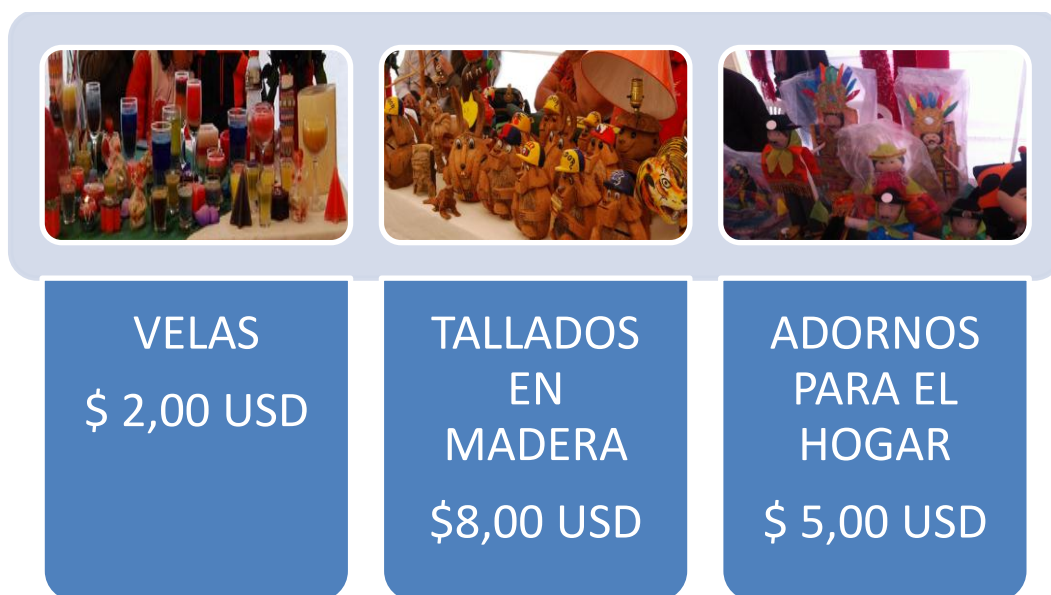 VELAS
$ 2,00 USD
TALLADOS
EN
MADERA
$8,00 USD
ADORNOS
PARA EL
HOGAR
$ 5,00 USD